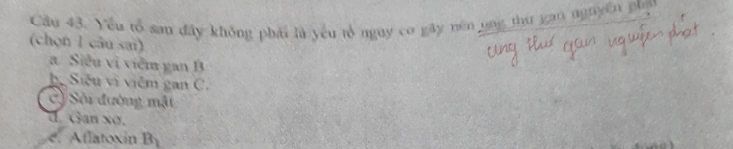 Câu 43. Yếu tố sau đây không phải là yếu tố nguy cơ gây nên ung thư gan nguyên phát
(chọn 1 câu sai)
ung thư gan nguyên phát.
a. Siêu vi viêm gan B
b. Siêu vi viêm gan C.
c. Sỏi đường mật
d. Gan xơ.
e. Aflatoxin B1